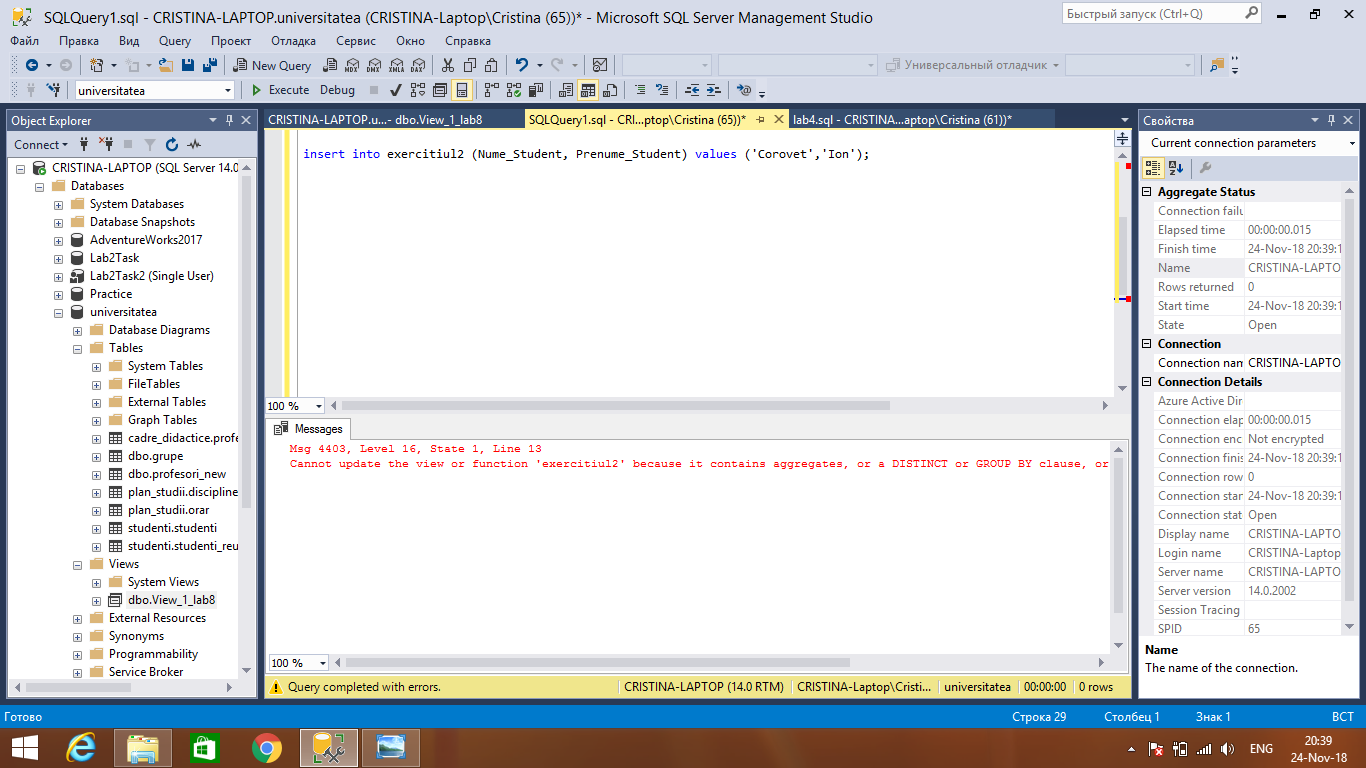 SQLQuery1.sql - CRISTINA-LAPTOP.universitatea (CRISTINA-Laptop\Cristina (65))* - Microsoft SQL Server Management Studio
Быстрый запуск (Ctrl+Q)
Файл Правка Вид Query Проект Отладка Сервис Окно Справка
New Query MDX DMX XMLA DAX Универсальный отладчик
universitatea Execute Debug
Object Explorer
Connect
CRISTINA-LAPTOP (SQL Server 14.0
Databases
System Databases
Database Snapshots
AdventureWorks2017
Lab2Task
Lab2Task2 (Single User)
Practice
universitatea
Database Diagrams
Tables
System Tables
FileTables
External Tables
Graph Tables
cadre_didactice.profe
dbo.grupe
dbo.profesori_new
plan_studii.discipline
plan_studii.orar
studenti.studenti
studenti.studenti_reu
Views
System Views
dbo.View_1_lab8
External Resources
Synonyms
Programmability
Service Broker
CRISTINA-LAPTOP.u...- dbo.View_1_lab8 SQLQuery1.sql - CRI...ptop\Cristina (65))* lab4.sql - CRISTINA...aptop\Cristina (61))*
insert into exercitiul2 (Nume_Student, Prenume_Student) values ('Corovet','Ion');
100 %
Messages
Msg 4403, Level 16, State 1, Line 13
Cannot update the view or function 'exercitiul2' because it contains aggregates, or a DISTINCT or GROUP BY clause, or
100 %
Query completed with errors. CRISTINA-LAPTOP (14.0 RTM) CRISTINA-Laptop\Cristi... universitatea 00:00:00 0 rows
Свойства
Current connection parameters
Aggregate Status
Connection failu
Elapsed time 00:00:00.015
Finish time 24-Nov-18 20:39:1
Name CRISTINA-LAPTO
Rows returned 0
Start time 24-Nov-18 20:39:1
State Open
Connection
Connection nam CRISTINA-LAPTO
Connection Details
Azure Active Dir
Connection elap 00:00:00.015
Connection enc Not encrypted
Connection finis 24-Nov-18 20:39:1
Connection row 0
Connection star 24-Nov-18 20:39:1
Connection stat Open
Display name CRISTINA-LAPTO
Login name CRISTINA-Laptop
Server name CRISTINA-LAPTO
Server version 14.0.2002
Session Tracing
SPID 65
Name
The name of the connection.
Готово Строка 29 Столбец 1 Знак 1 ВСТ
ENG 20:39
24-Nov-18